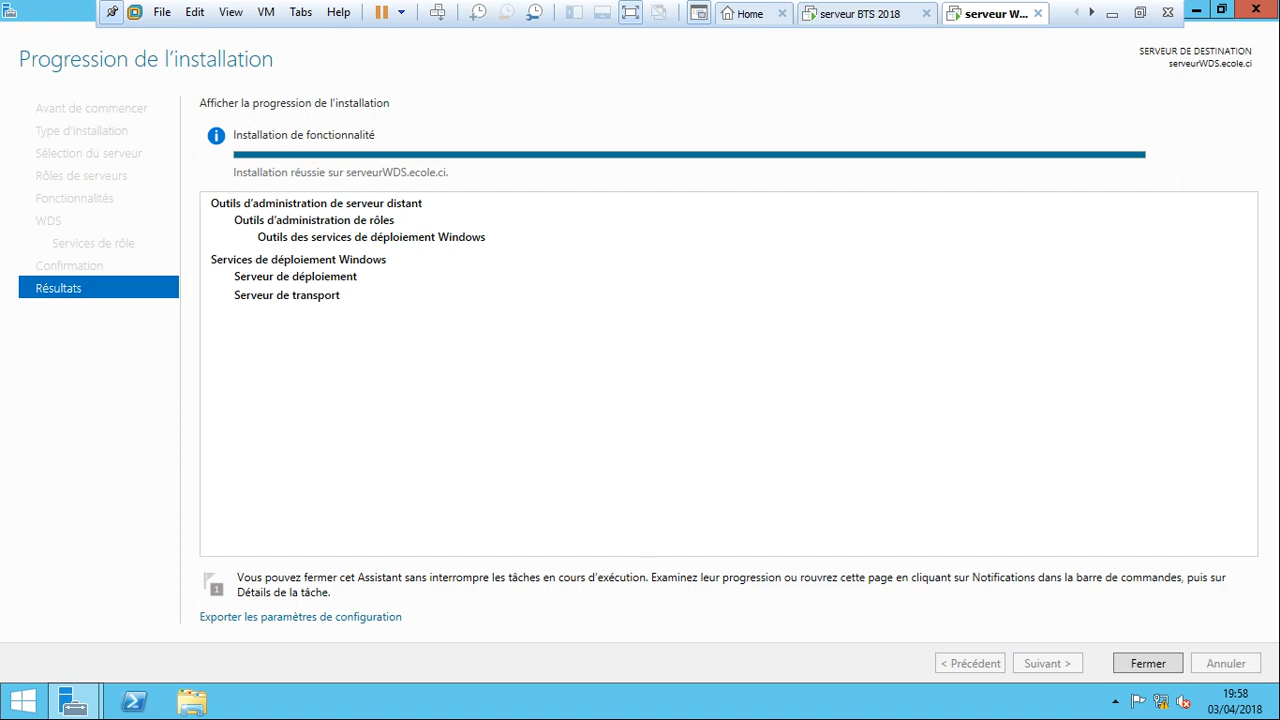 File Edit View VM Tabs Help
Home serveur BTS 2018 serveur W...
Progression de l'installation
SERVEUR DE DESTINATION
serveurWDS.ecole.ci
Avant de commencer
Type d'installation
Sélection du serveur
Rôles de serveurs
Fonctionnalités
WDS
Services de rôle
Confirmation
Résultats
Afficher la progression de l'installation
Installation de fonctionnalité
Installation réussie sur serveurWDS.ecole.ci.
Outils d'administration de serveur distant
Outils d'administration de rôles
Outils des services de déploiement Windows
Services de déploiement Windows
Serveur de déploiement
Serveur de transport
1
Vous pouvez fermer cet Assistant sans interrompre les tâches en cours d'exécution. Examinez leur progression ou rouvrez cette page en cliquant sur Notifications dans la barre de commandes, puis sur
Détails de la tâche.
Exporter les paramètres de configuration
< Précédent Suivant > Fermer Annuler
19:58
03/04/2018